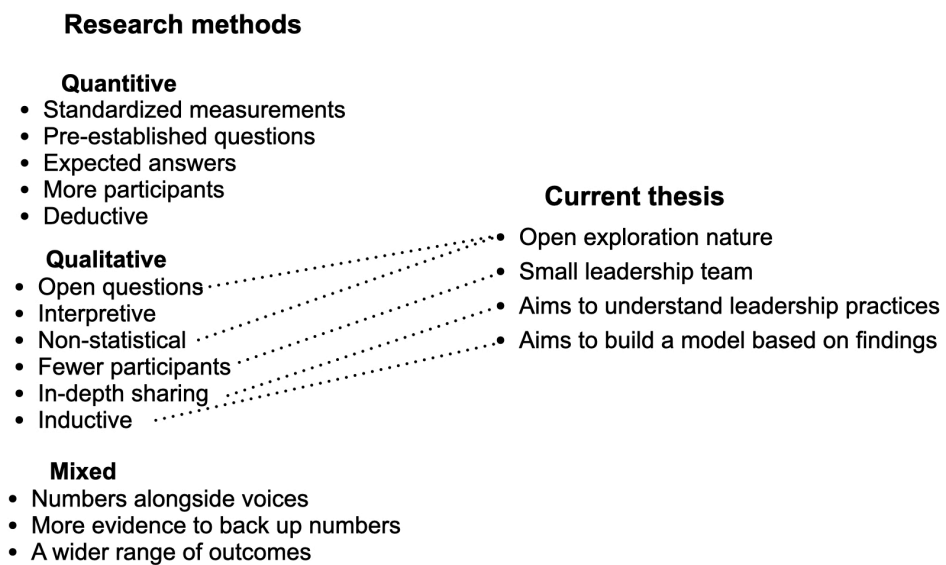 Research methods
Quantitive
• Standardized measurements
• Pre-established questions
• Expected answers
• More participants
• Deductive
Qualitative
• Open questions
• Interpretive
• Non-statistical
• Fewer participants
• In-depth sharing
• Inductive
Mixed
• Numbers alongside voices
• More evidence to back up numbers
• A wider range of outcomes
Current thesis
• Open exploration nature
• Small leadership team
• Aims to understand leadership practices
• Aims to build a model based on findings